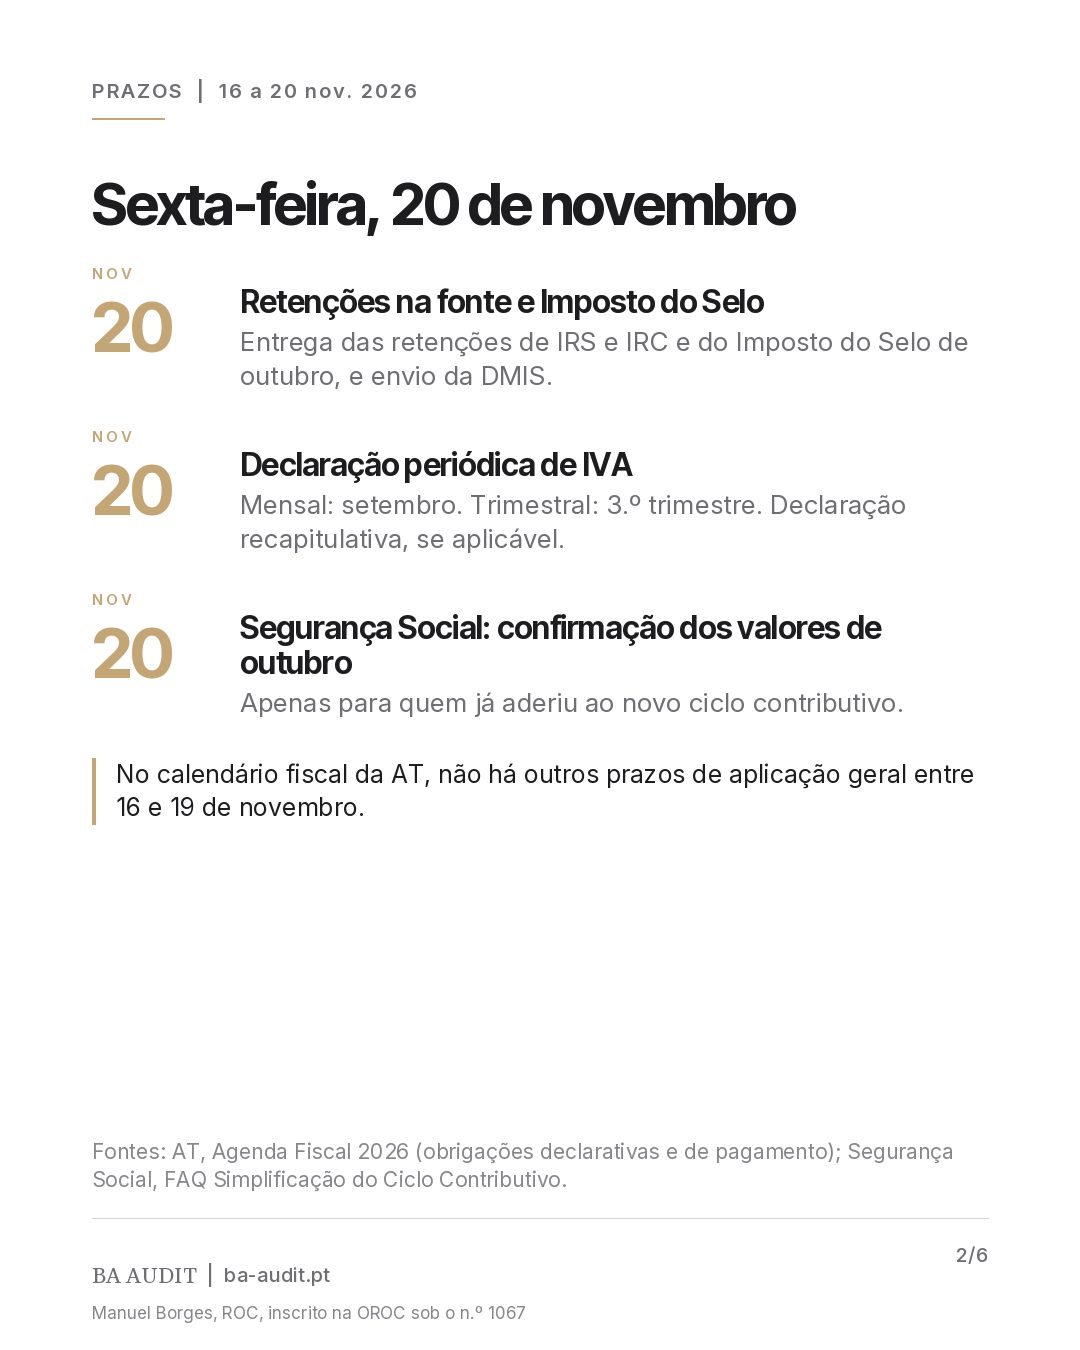 PRAZOS | 16 a 20 nov. 2026
Sexta-feira, 20 de novembro
NOV
20
Retenções na fonte e Imposto do Selo
Entrega das retenções de IRS e IRC e do Imposto do Selo de
outubro, e envio da DMIS.
NOV
20
Declaração periódica de IVA
Mensal: setembro. Trimestral: 3.º trimestre. Declaração
recapitulativa, se aplicável.
NOV
20
Segurança Social: confirmação dos valores de
outubro
Apenas para quem já aderiu ao novo ciclo contributivo.
No calendário fiscal da AT, não há outros prazos de aplicação geral entre
16 e 19 de novembro.
Fontes: AT, Agenda Fiscal 2026 (obrigações declarativas e de pagamento); Segurança
Social, FAQ Simplificação do Ciclo Contributivo.
2/6
BA AUDIT | ba-audit.pt
Manuel Borges, ROC, inscrito na OROC sob o n.º 1067